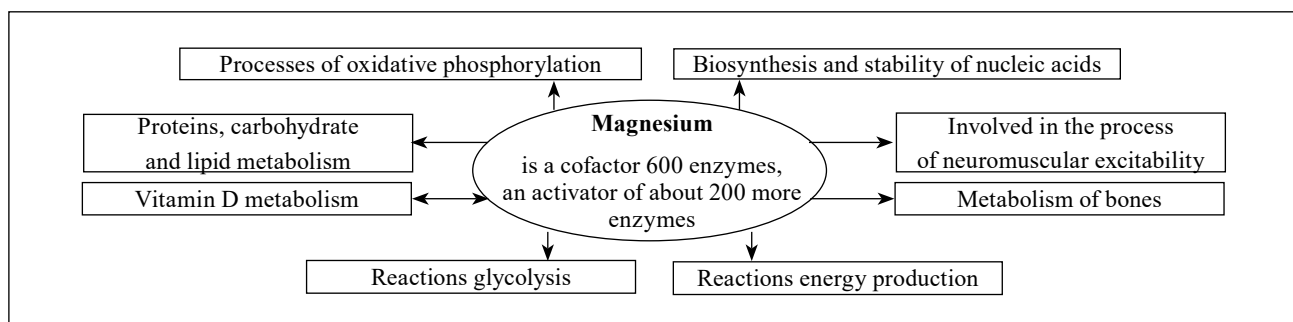 Processes of oxidative phosphorylation
Biosynthesis and stability of nucleic acids
Proteins, carbohydrate
and lipid metabolism
Magnesium
is a cofactor 600 enzymes,
an activator of about 200 more
enzymes
Involved in the process
of neuromuscular excitability
Vitamin D metabolism
Metabolism of bones
Reactions glycolysis
Reactions energy production